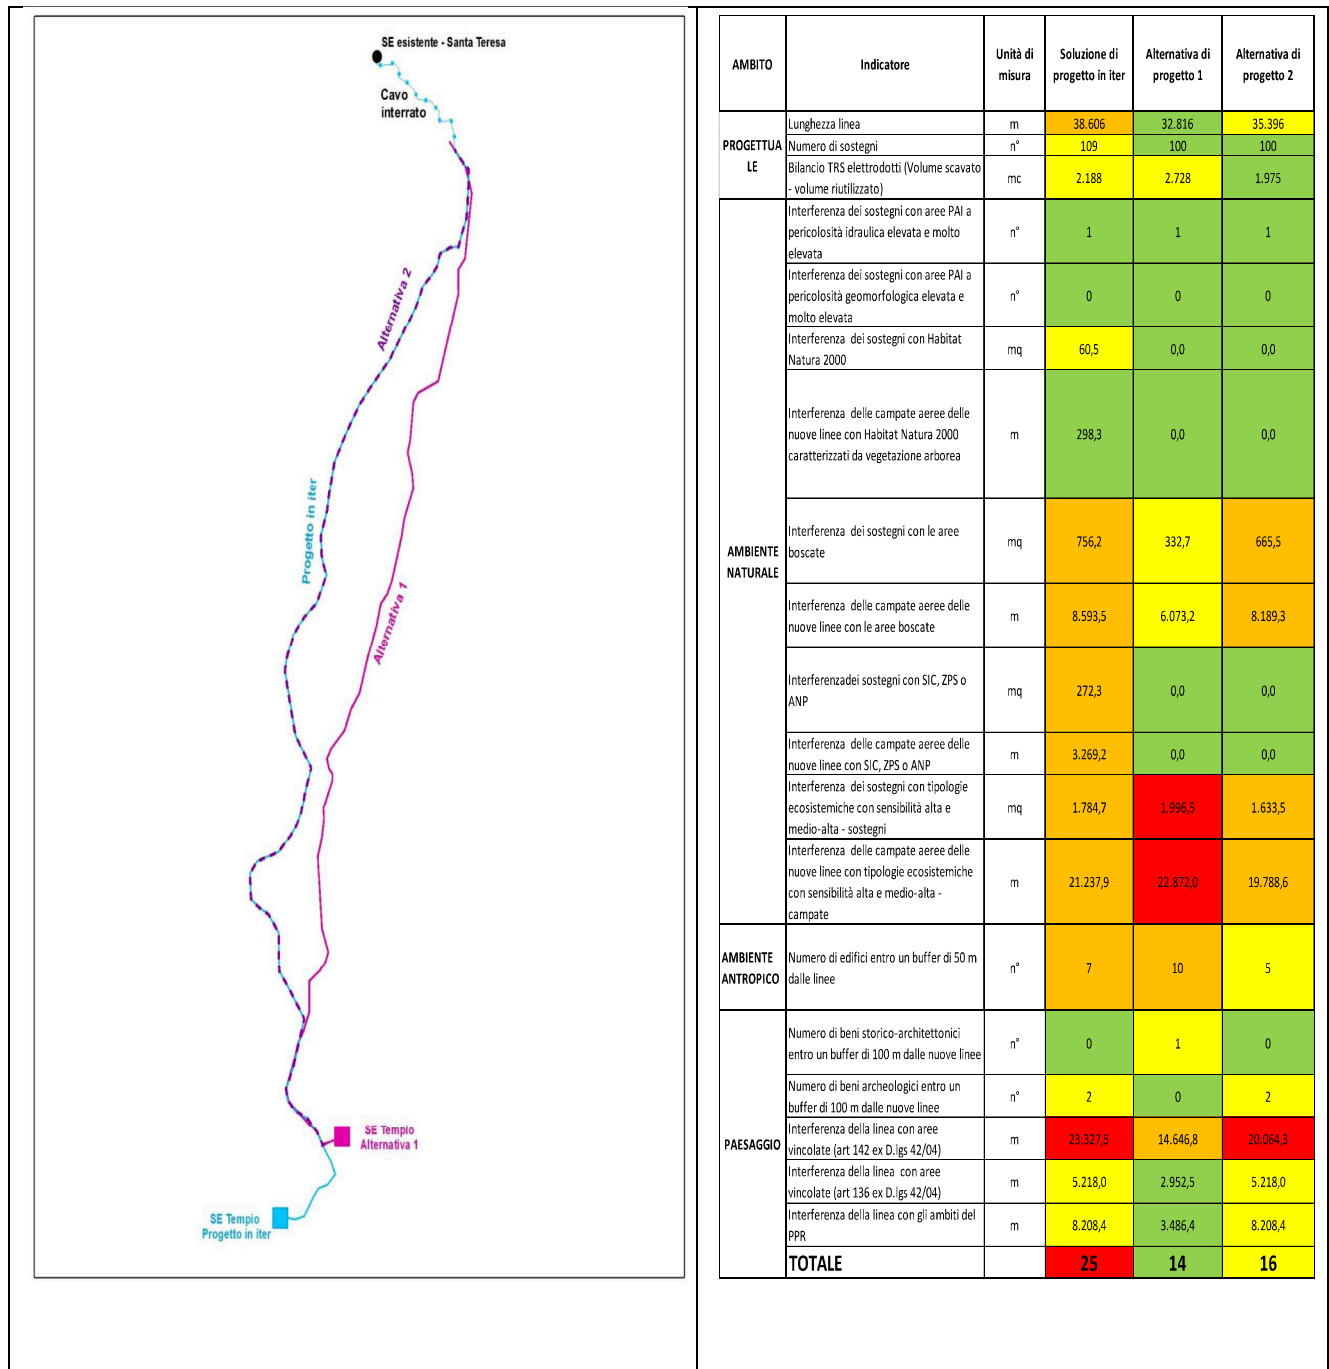 SE esistente - Santa Teresa
Cavo
interrato
Alternativa 2
Progetto in iter
Alternativa 1
SE Tempio
Alternativa 1
SE Tempio
Progetto in iter
AMBITO Indicatore Unità di misura Soluzione di progetto in iter Alternativa di progetto 1 Alternativa di progetto 2
PROGETTUA
LE
Lunghezza linea m 38.606 32.816 35.396
Numero di sostegni n° 109 100 100
Bilancio TRS elettrodotti (Volume scavato
- volume riutilizzato) mc 2.188 2.728 1.975
AMBIENTE
NATURALE
Interferenza dei sostegni con aree PAI a
pericolosità idraulica elevata e molto
elevata n° 1 1 1
Interferenza dei sostegni con aree PAI a
pericolosità geomorfologica elevata e
molto elevata n° 0 0 0
Interferenza dei sostegni con Habitat
Natura 2000 mq 60,5 0,0 0,0
Interferenza delle campate aeree delle
nuove linee con Habitat Natura 2000
caratterizzati da vegetazione arborea m 298,3 0,0 0,0
Interferenza dei sostegni con le aree
boscate mq 756,2 332,7 665,5
Interferenza delle campate aeree delle
nuove linee con le aree boscate m 8.593,5 6.073,2 8.189,3
Interferenzadei sostegni con SIC, ZPS o
ANP mq 272,3 0,0 0,0
Interferenza delle campate aeree delle
nuove linee con SIC, ZPS o ANP m 3.269,2 0,0 0,0
Interferenza dei sostegni con tipologie
ecosistemiche con sensibilità alta e
medio-alta - sostegni mq 1.784,7 1.996,5 1.633,5
Interferenza delle campate aeree delle
nuove linee con tipologie ecosistemiche
con sensibilità alta e medio-alta -
campate m 21.237,9 22.872,0 19.788,6
AMBIENTE
ANTROPICO
Numero di edifici entro un buffer di 50 m
dalle linee n° 7 10 5
PAESAGGIO
Numero di beni storico-architettonici
entro un buffer di 100 m dalle nuove linee n° 0 1 0
Numero di beni archeologici entro un
buffer di 100 m dalle nuove linee n° 2 0 2
Interferenza della linea con aree
vincolate (art 142 ex D.lgs 42/04) m 23.327,5 14.646,8 20.064,3
Interferenza della linea con aree
vincolate (art 136 ex D.lgs 42/04) m 5.218,0 2.952,5 5.218,0
Interferenza della linea con gli ambiti del
PPR m 8.208,4 3.486,4 8.208,4
TOTALE 25 14 16